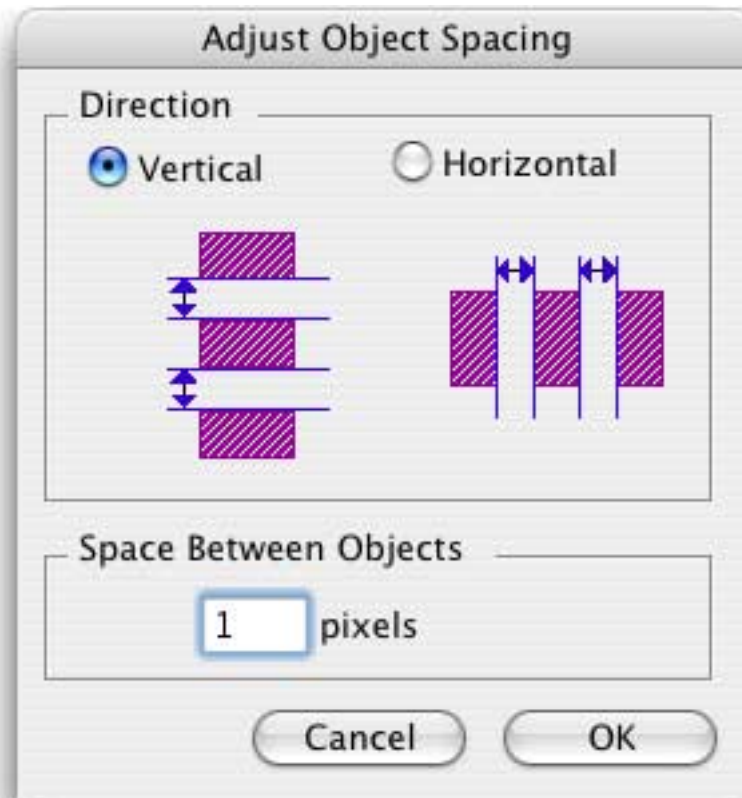 Adjust Object Spacing
Direction
Vertical
Horizontal
Space Between Objects
1 pixels
Cancel
OK